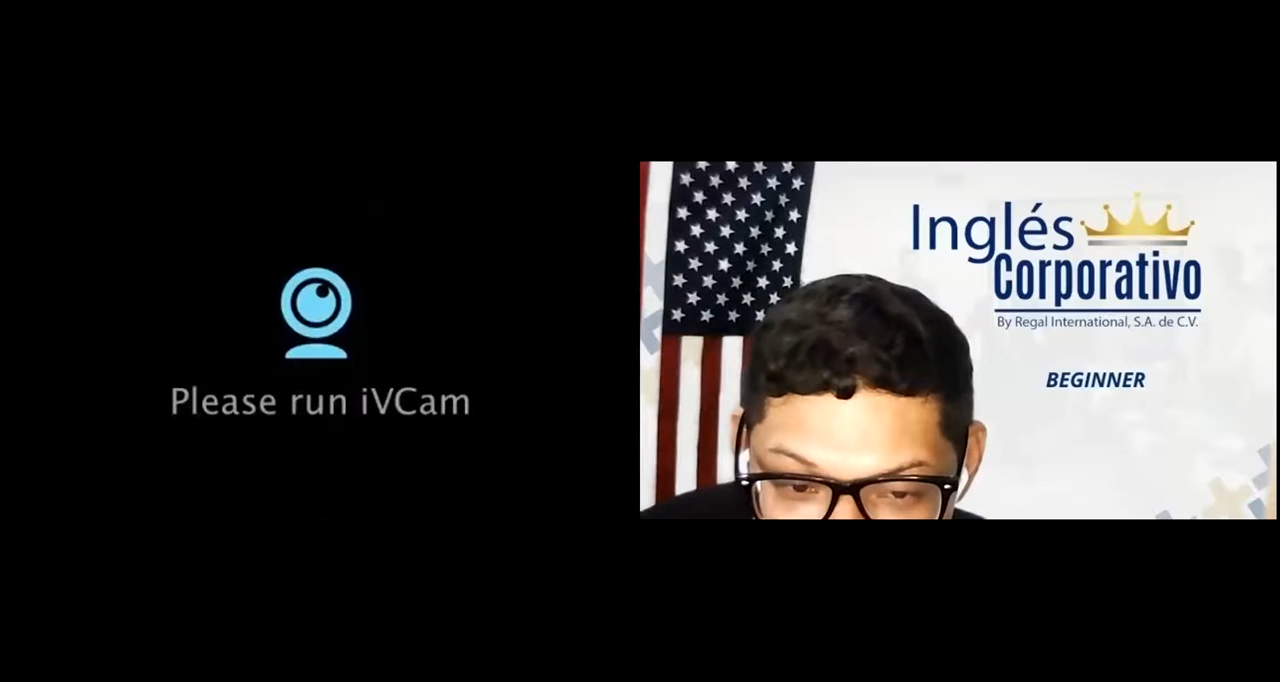 Please run iVCam
Inglés
Corporativo
By Regal International, S.A. de C.V.
BEGINNER